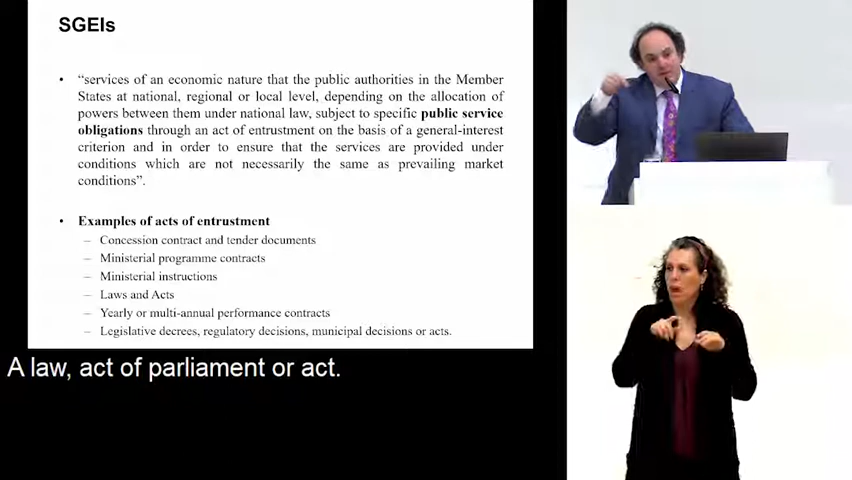 SGEIs
• “services of an economic nature that the public authorities in the Member
States at national, regional or local level, depending on the allocation of
powers between them under national law, subject to specific public service
obligations through an act of entrustment on the basis of a general-interest
criterion and in order to ensure that the services are provided under
conditions which are not necessarily the same as prevailing market
conditions”.
• Examples of acts of entrustment
– Concession contract and tender documents
– Ministerial programme contracts
– Ministerial instructions
– Laws and Acts
– Yearly or multi-annual performance contracts
– Legislative decrees, regulatory decisions, municipal decisions or acts.
A law, act of parliament or act.